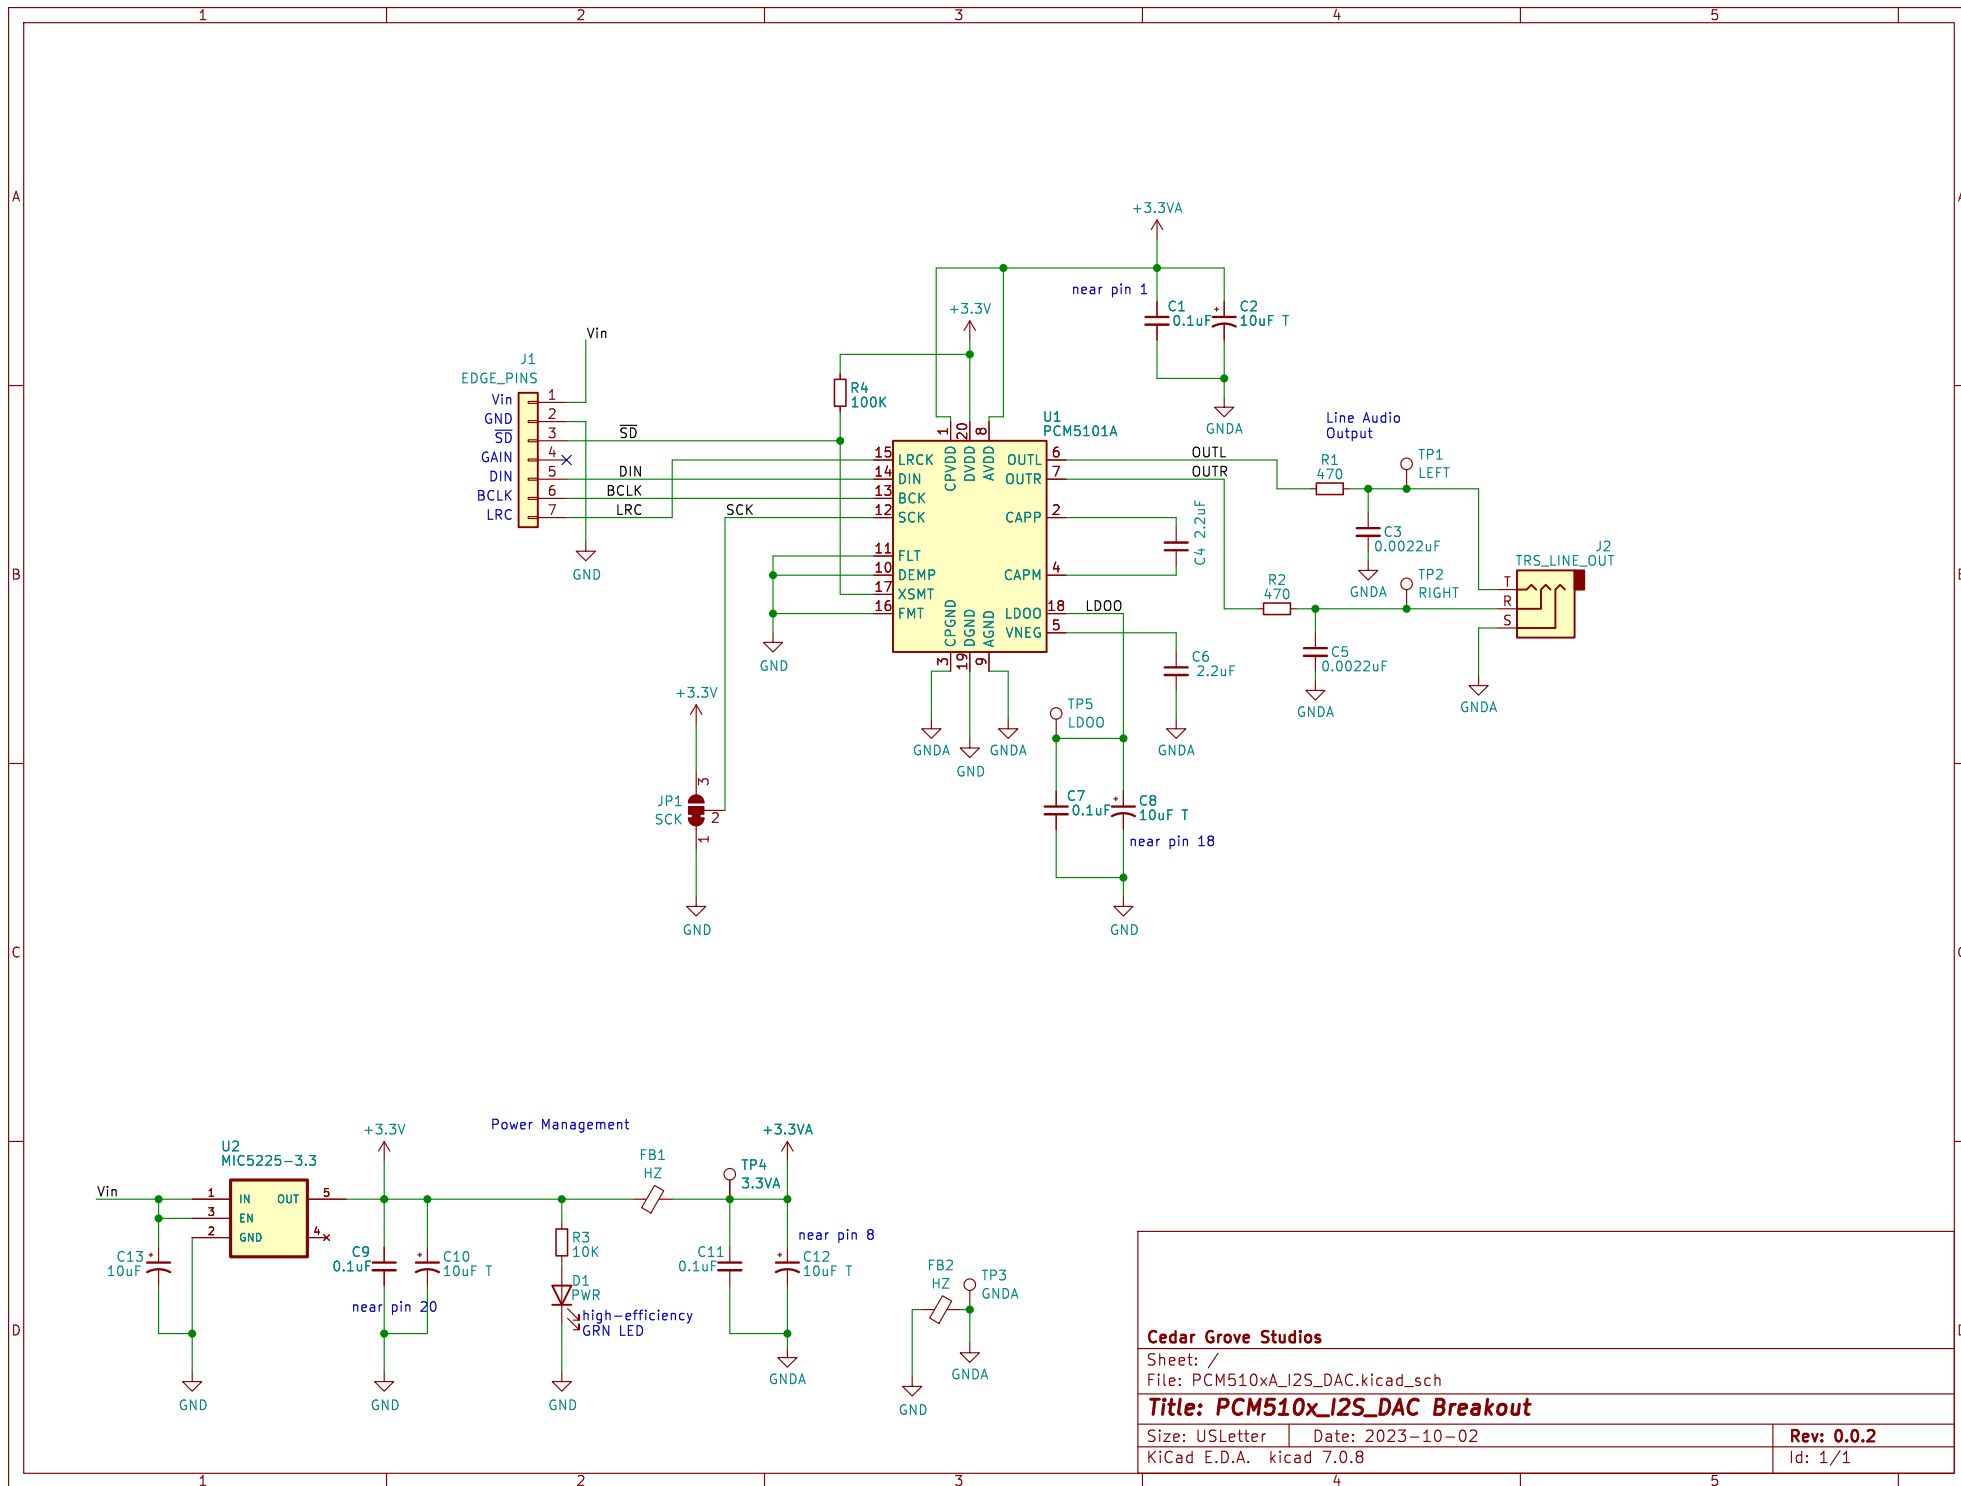 1 2 3 4 5
A
B
C
D
+3.3VA
near pin 1
C1
0.1uF
C2
10uF T
GNDA
+3.3V
Vin
J1
EDGE_PINS
Vin 1
GND 2
SD 3
GAIN 4
DIN 5
BCLK 6
LRC 7
SD
DIN
BCLK
LRC
GND
R4
100K
SCK
U1
PCM5101A
1 20 8
CPVDD DVDD AVDD
15 LRCK
14 DIN
13 BCK
12 SCK
11 FLT
10 DEMP
17 XSMT
16 FMT
OUTL 6
OUTR 7
CAPP 2
CAPM 4
LDOO 18
VNEG 5
CPGND DGND AGND
3 19 9
GND
GNDA
GND
GNDA
OUTL
OUTR
C4 2.2uF
LDOO
C6
2.2uF
GNDA
Line Audio
Output
R1
470
TP1
LEFT
C3
0.0022uF
GNDA
R2
470
TP2
RIGHT
C5
0.0022uF
GNDA
J2
TRS_LINE_OUT
T
R
S
GNDA
+3.3V
JP1
SCK
3
2
1
GND
TP5
LDOO
C7
0.1uF
C8
10uF T
near pin 18
GND
Power Management
U2
MIC5225-3.3
Vin
1 IN
3 EN
2 GND
OUT 5
4
C13
10uF
GND
+3.3V
C9
0.1uF
C10
10uF T
near pin 20
GND
R3
10K
D1
PWR
high-efficiency
GRN LED
GND
FB1
HZ
TP4
3.3VA
+3.3VA
near pin 8
C11
0.1uF
C12
10uF T
GNDA
FB2
HZ
TP3
GNDA
GND
GNDA
Cedar Grove Studios
Sheet: /
File: PCM510xA_I2S_DAC.kicad_sch
Title: PCM510x_I2S_DAC Breakout
Size: USLetter Date: 2023-10-02 Rev: 0.0.2
KiCad E.D.A. kicad 7.0.8 Id: 1/1
1 2 3 4 5